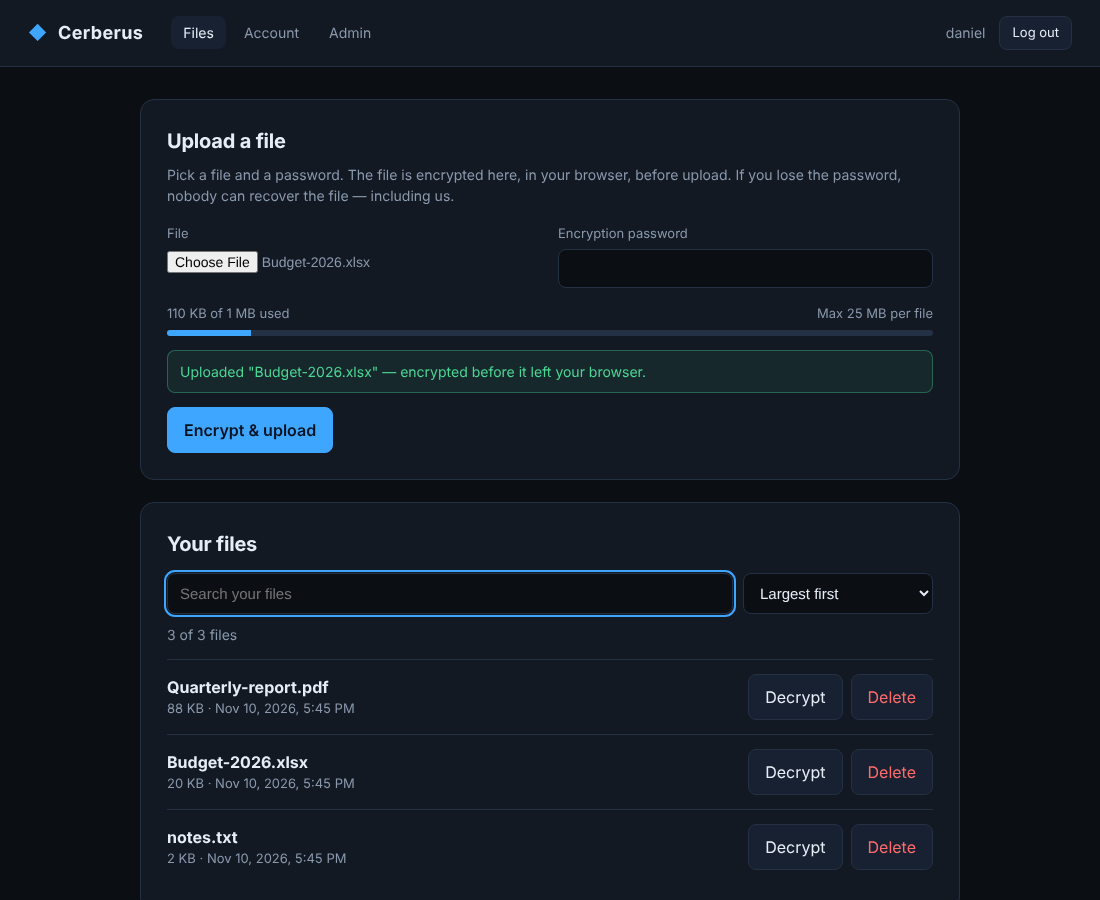 Cerberus Files Account Admin daniel Log out
Upload a file
Pick a file and a password. The file is encrypted here, in your browser, before upload. If you lose the password,
nobody can recover the file — including us.
File Encryption password
Choose File Budget-2026.xlsx
110 KB of 1 MB used Max 25 MB per file
Uploaded "Budget-2026.xlsx" — encrypted before it left your browser.
Encrypt & upload
Your files
Search your files Largest first
3 of 3 files
Quarterly-report.pdf
88 KB · Nov 10, 2026, 5:45 PM
Decrypt Delete
Budget-2026.xlsx
20 KB · Nov 10, 2026, 5:45 PM
Decrypt Delete
notes.txt
2 KB · Nov 10, 2026, 5:45 PM
Decrypt Delete